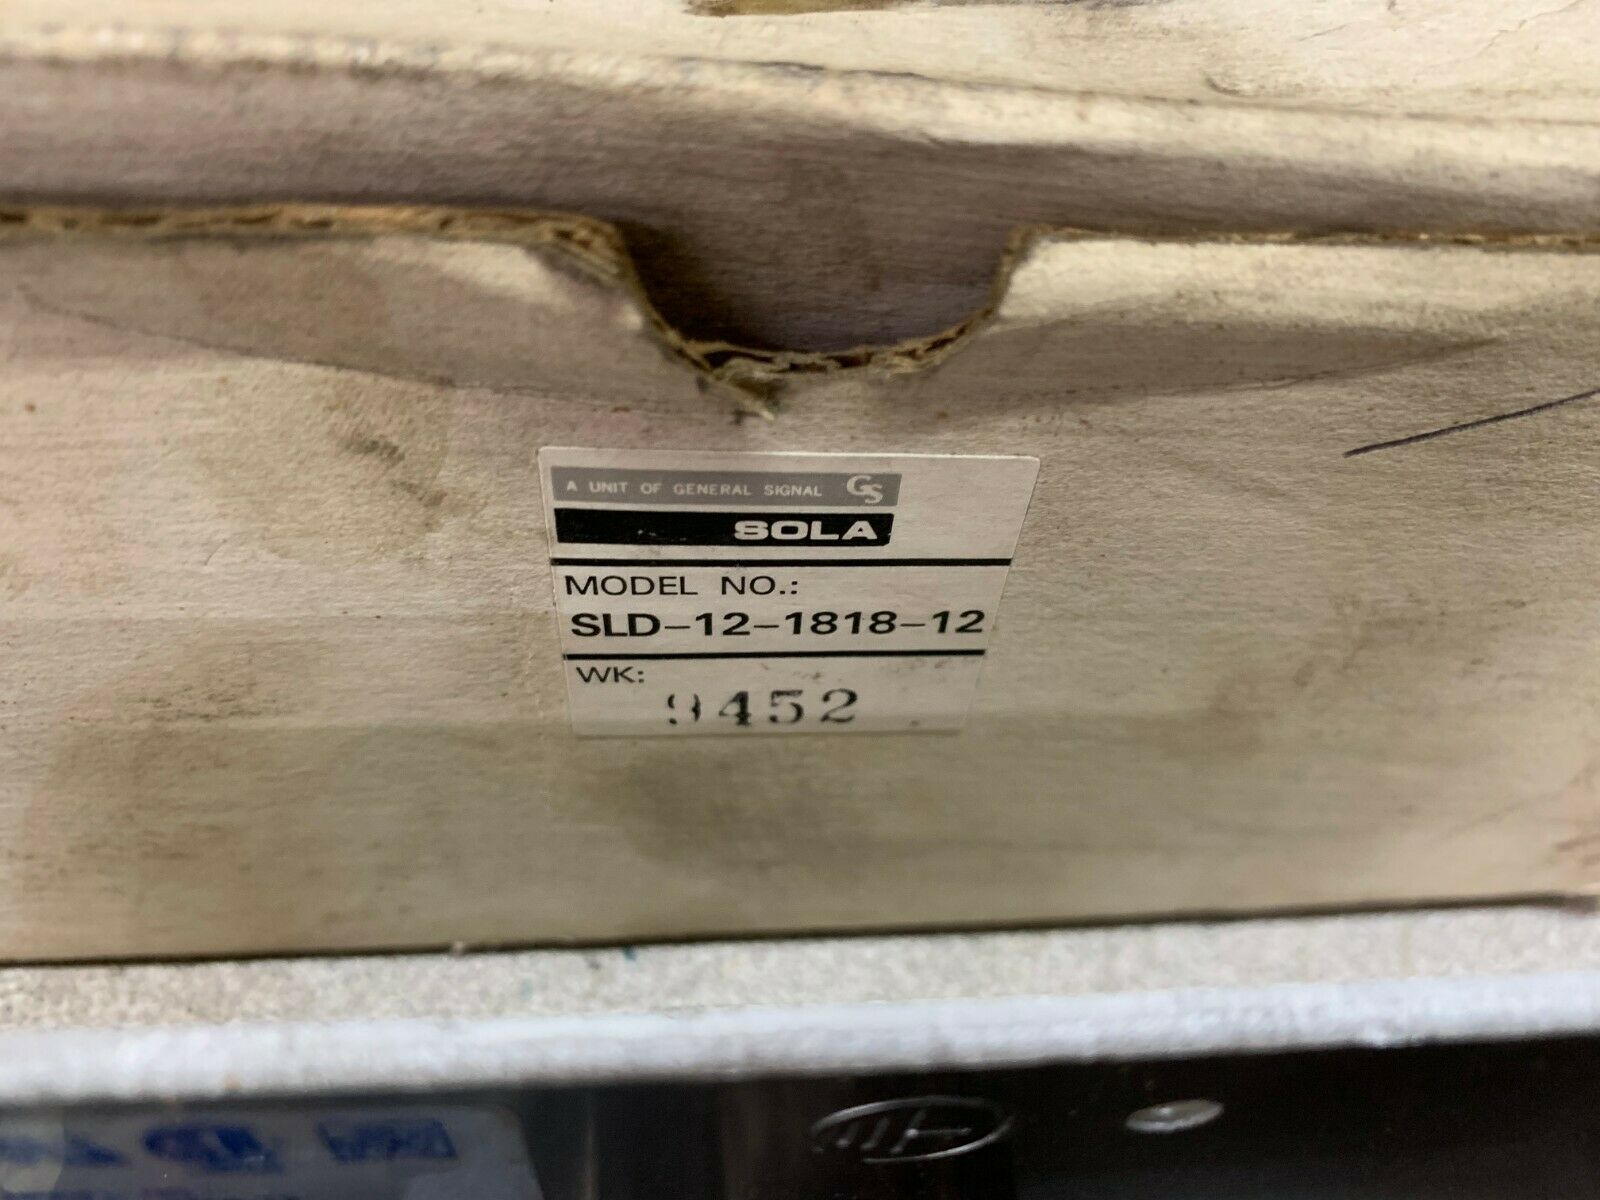 A UNIT OF GENERAL SIGNAL GS
SOLA
MODEL NO.:
SLD-12-1818-12
WK:
9452